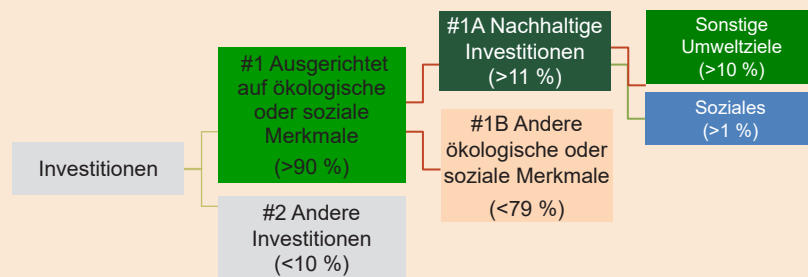 Investitionen
#1 Ausgerichtet
auf ökologische
oder soziale
Merkmale
(>90 %)
#2 Andere
Investitionen
(<10 %)
#1A Nachhaltige
Investitionen
(>11 %)
#1B Andere
ökologische oder
soziale Merkmale
(<79 %)
Sonstige
Umweltziele
(>10 %)
Soziales
(>1 %)